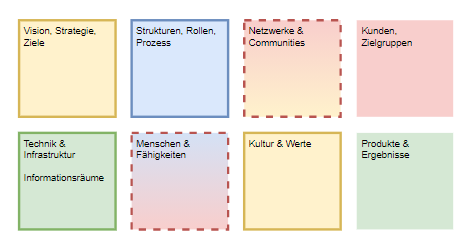 Vision, Strategie,
Ziele
Strukturen, Rollen,
Prozess
Netzwerke &
Communities
Kunden,
Zielgruppen
Technik &
Infrastruktur
Informationsräume
Menschen &
Fähigkeiten
Kultur & Werte
Produkte &
Ergebnisse